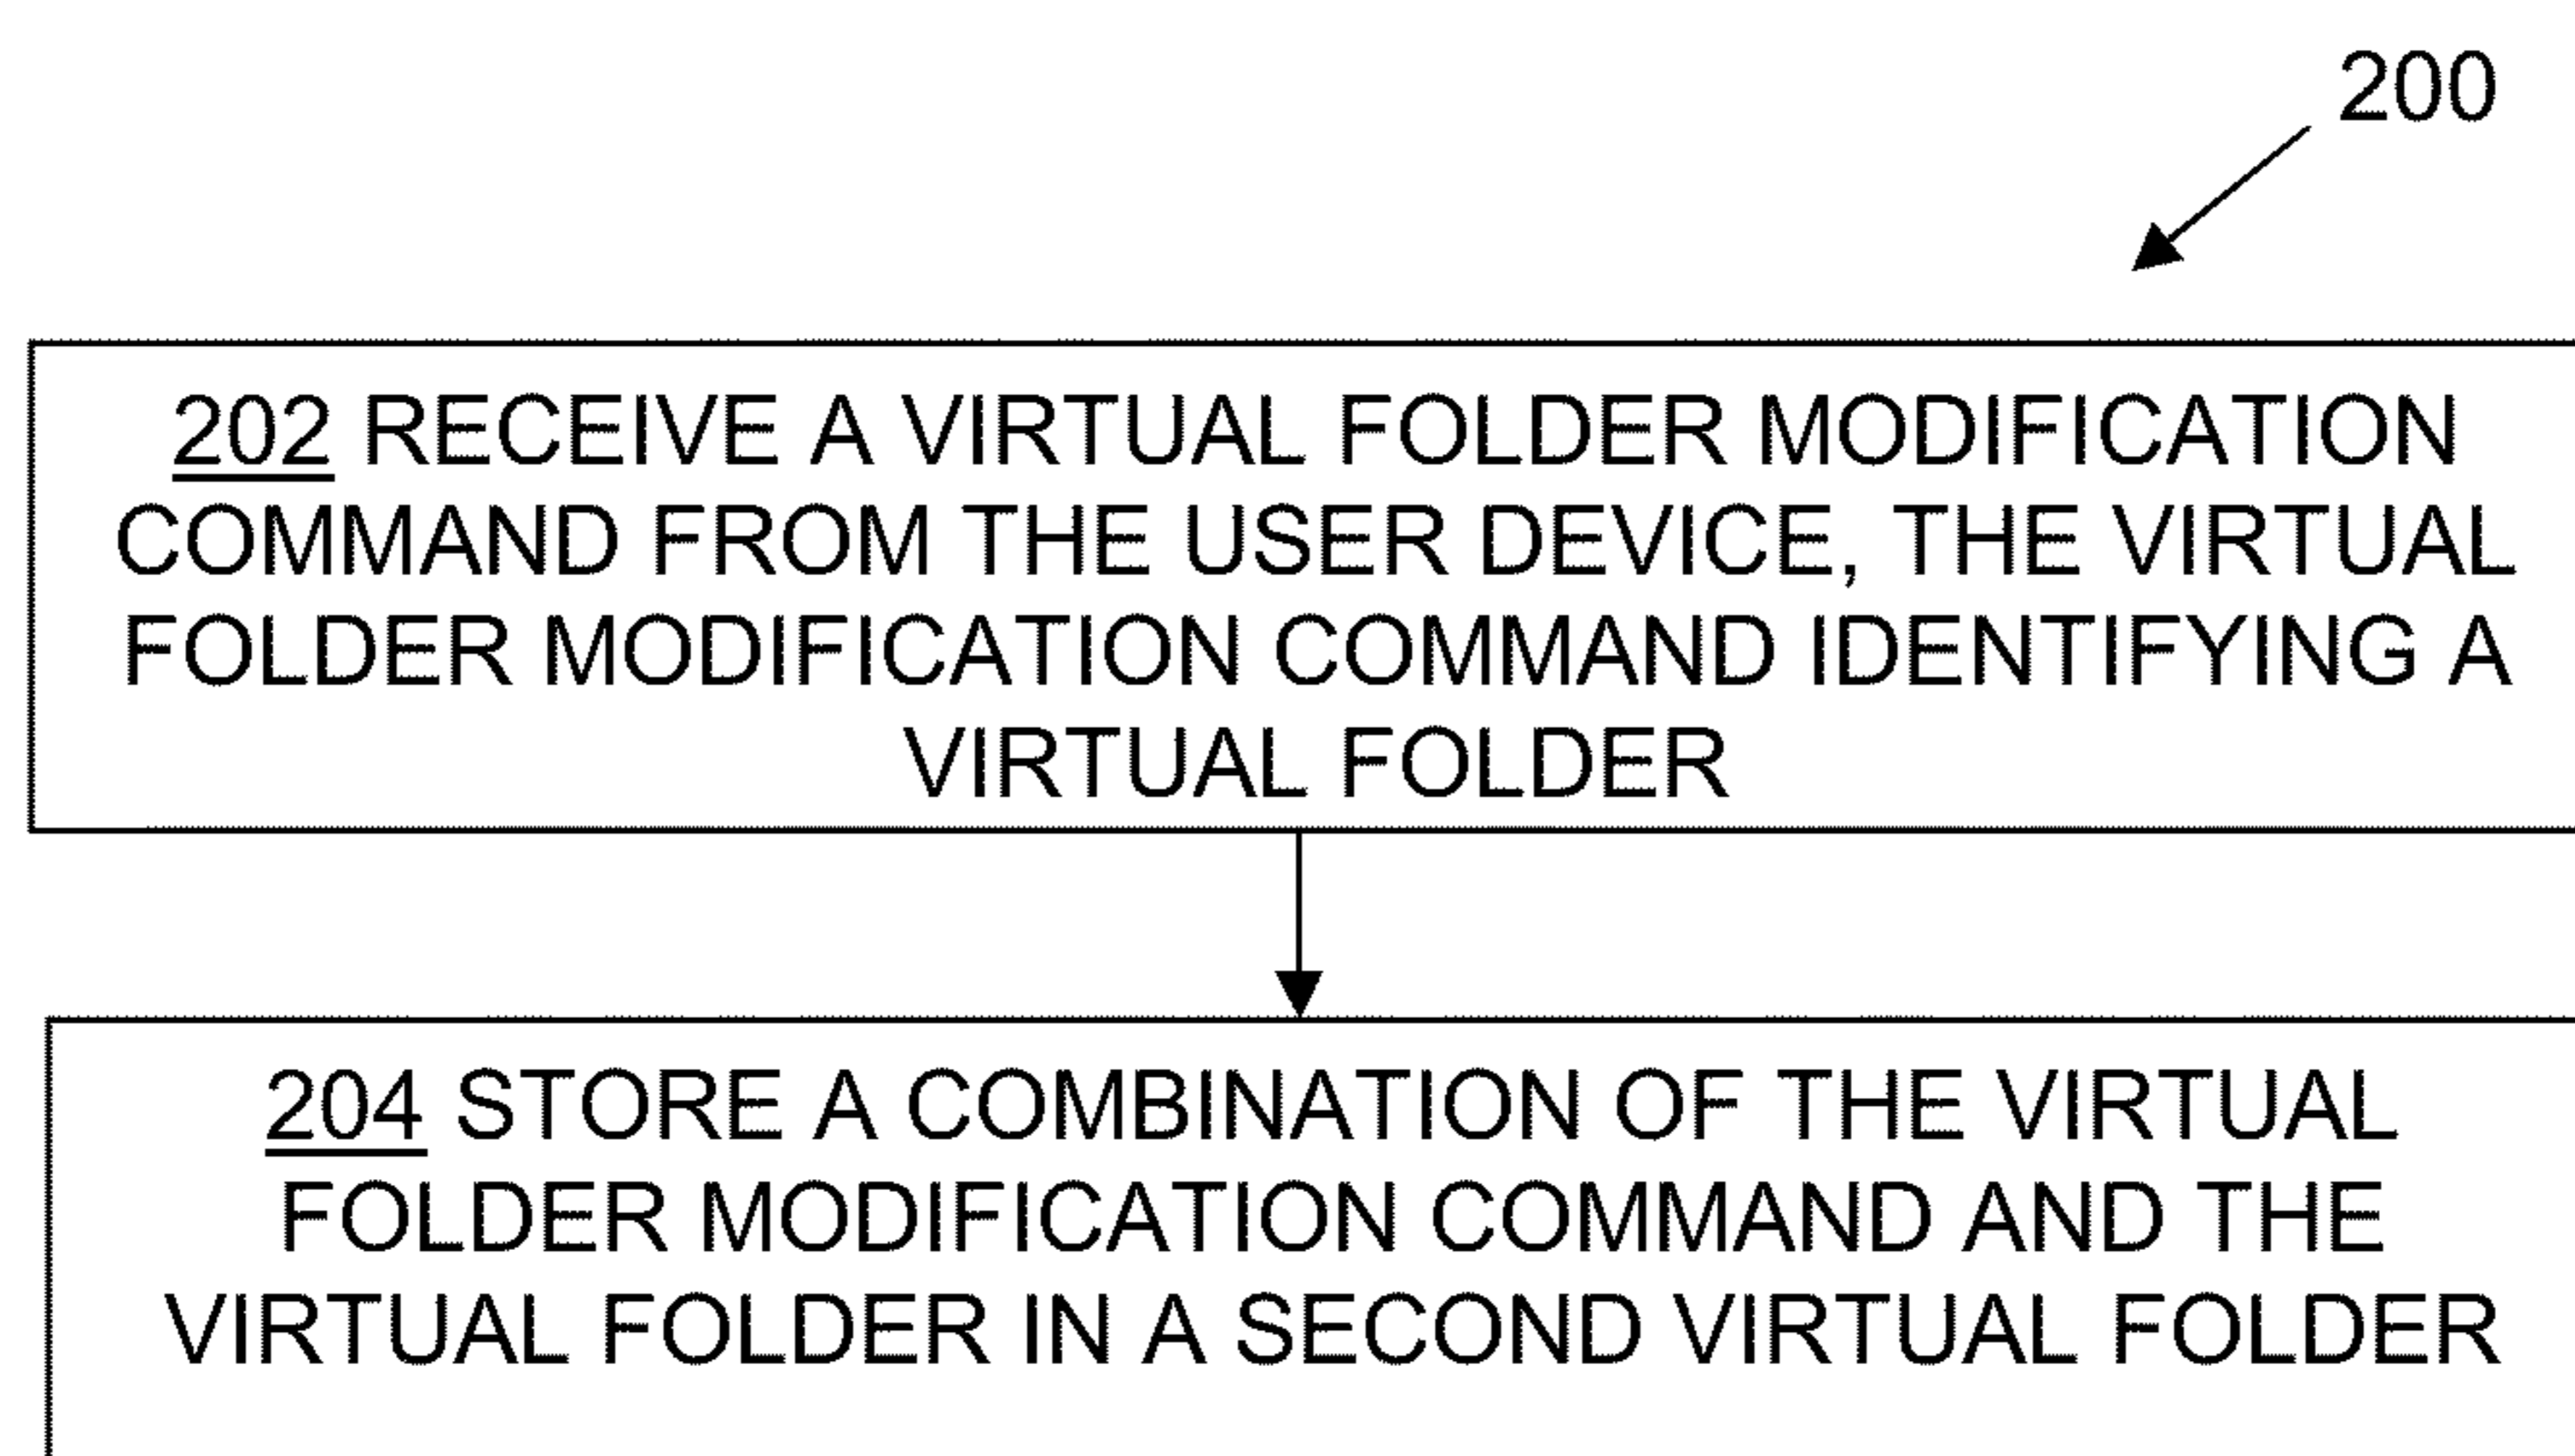 200
202 RECEIVE A VIRTUAL FOLDER MODIFICATION
COMMAND FROM THE USER DEVICE, THE VIRTUAL
FOLDER MODIFICATION COMMAND IDENTIFYING A
VIRTUAL FOLDER
204 STORE A COMBINATION OF THE VIRTUAL
FOLDER MODIFICATION COMMAND AND THE
VIRTUAL FOLDER IN A SECOND VIRTUAL FOLDER